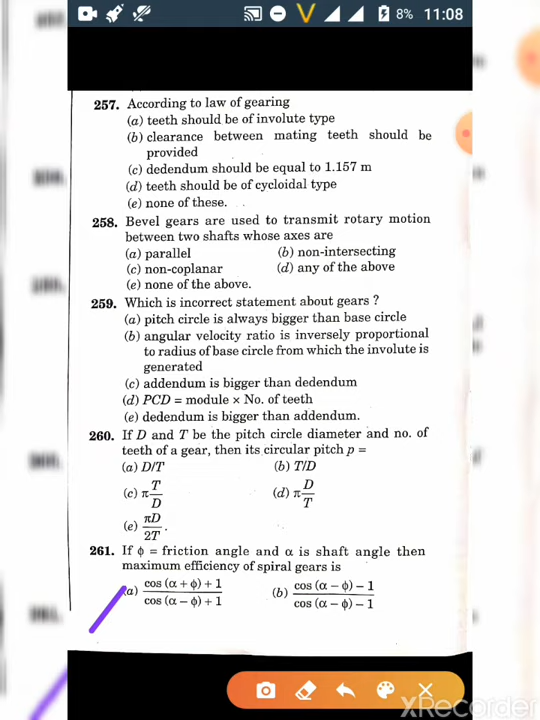 8% 11:08
257. According to law of gearing
(a) teeth should be of involute type
(b) clearance between mating teeth should be
provided
(c) dedendum should be equal to 1.157 m
(d) teeth should be of cycloidal type
(e) none of these.
258. Bevel gears are used to transmit rotary motion
between two shafts whose axes are
(a) parallel (b) non-intersecting
(c) non-coplanar (d) any of the above
(e) none of the above.
259. Which is incorrect statement about gears ?
(a) pitch circle is always bigger than base circle
(b) angular velocity ratio is inversely proportional
to radius of base circle from which the involute is
generated
(c) addendum is bigger than dedendum
(d) PCD = module × No. of teeth
(e) dedendum is bigger than addendum.
260. If D and T be the pitch circle diameter and no. of
teeth of a gear, then its circular pitch p =
(a) D/T (b) T/D
(c) π T/D (d) π D/T
(e) πD/2T .
261. If φ = friction angle and α is shaft angle then
maximum efficiency of spiral gears is
(a) cos (α + φ) + 1 / cos (α − φ) + 1 (b) cos (α − φ) − 1 / cos (α − φ) − 1
XRecorder